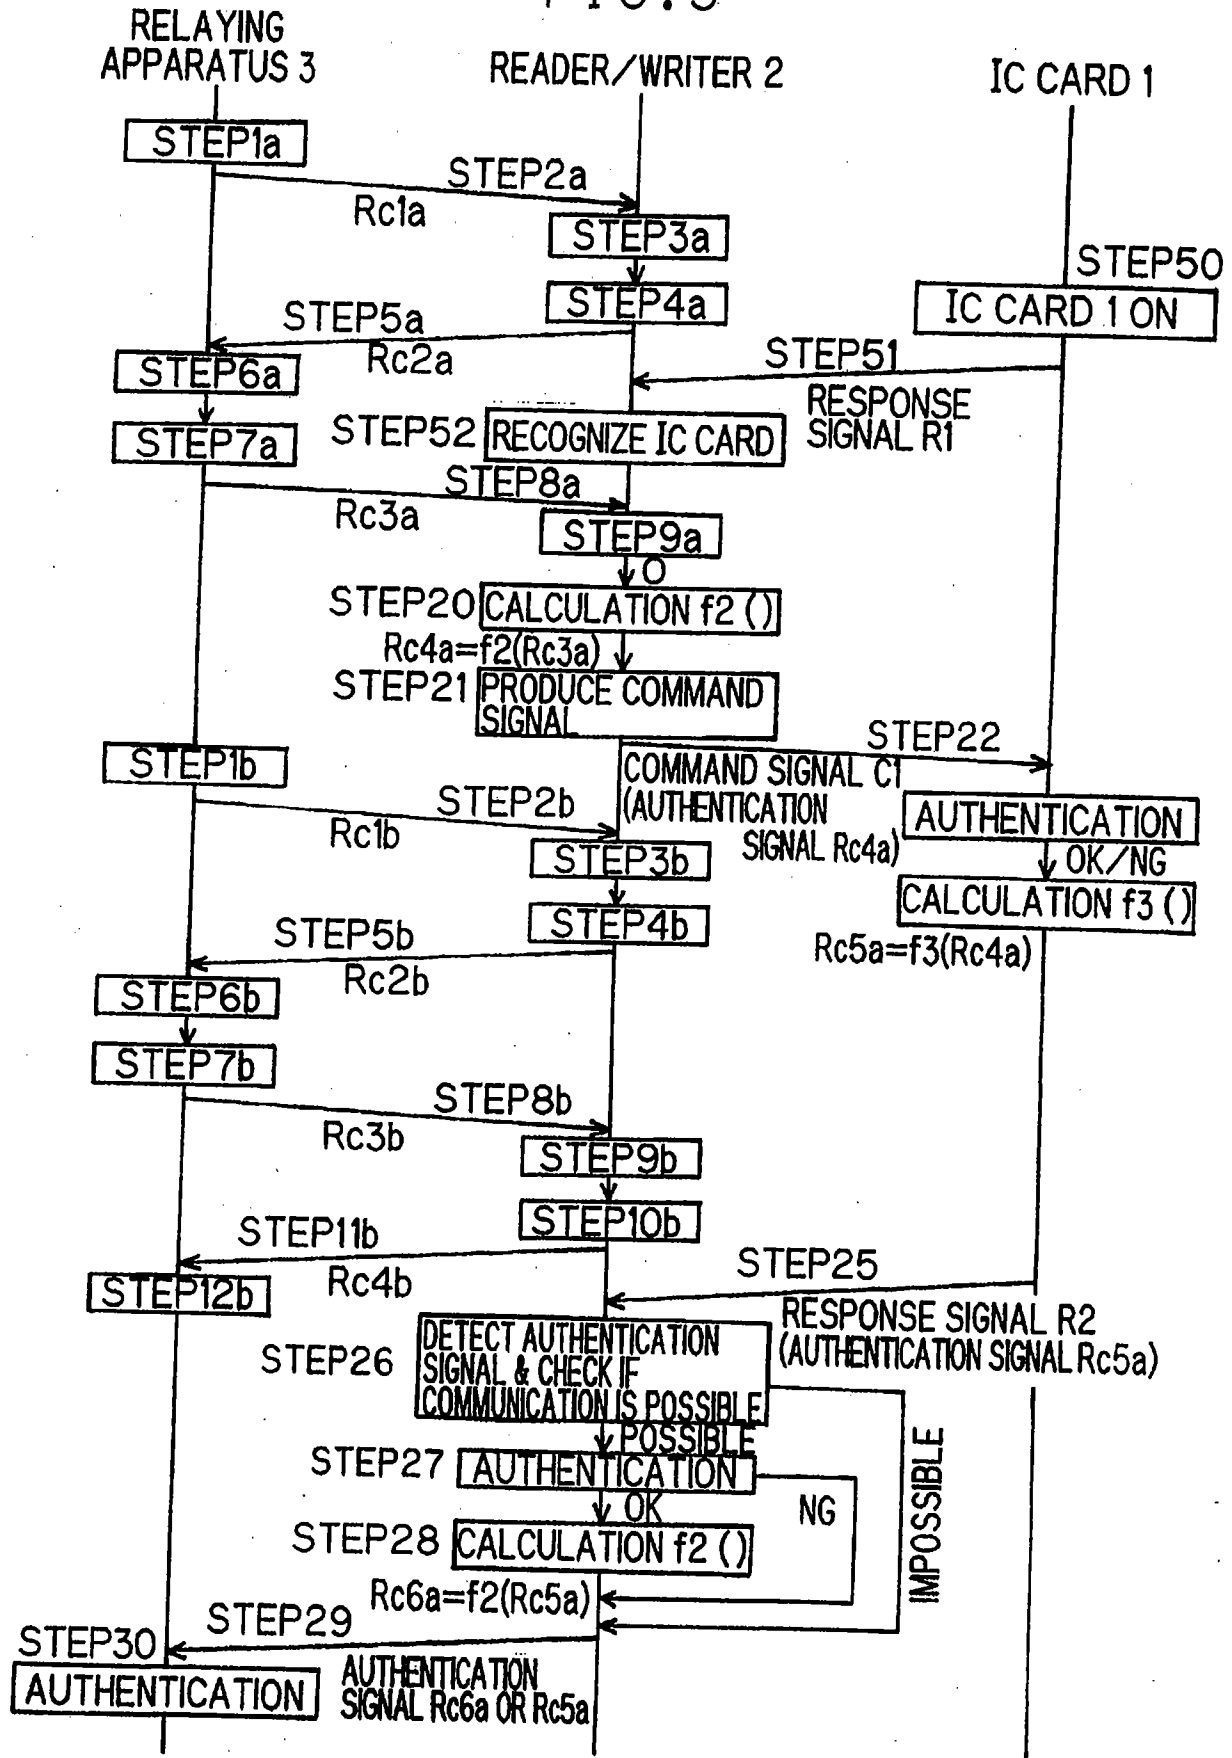 FIG.5
RELAYING
APPARATUS 3
READER/WRITER 2
IC CARD 1
STEP1a
STEP2a
Rc1a
STEP3a
STEP50
STEP4a
IC CARD 1 ON
STEP5a
Rc2a
STEP51
STEP6a
RESPONSE
SIGNAL R1
STEP52
RECOGNIZE IC CARD
STEP7a
STEP8a
Rc3a
STEP9a
O
STEP20
CALCULATION f2 ()
Rc4a=f2(Rc3a)
STEP21
PRODUCE COMMAND
SIGNAL
STEP22
STEP1b
COMMAND SIGNAL C1
(AUTHENTICATION
SIGNAL Rc4a)
STEP2b
Rc1b
AUTHENTICATION
STEP3b
OK/NG
CALCULATION f3 ()
STEP4b
Rc5a=f3(Rc4a)
STEP5b
Rc2b
STEP6b
STEP7b
STEP8b
Rc3b
STEP9b
STEP10b
STEP11b
Rc4b
STEP25
STEP12b
RESPONSE SIGNAL R2
(AUTHENTICATION SIGNAL Rc5a)
STEP26
DETECT AUTHENTICATION
SIGNAL & CHECK IF
COMMUNICATION IS POSSIBLE
POSSIBLE
IMPOSSIBLE
STEP27
AUTHENTICATION
OK
NG
STEP28
CALCULATION f2 ()
Rc6a=f2(Rc5a)
STEP29
STEP30
AUTHENTICATION
SIGNAL Rc6a OR Rc5a
AUTHENTICATION